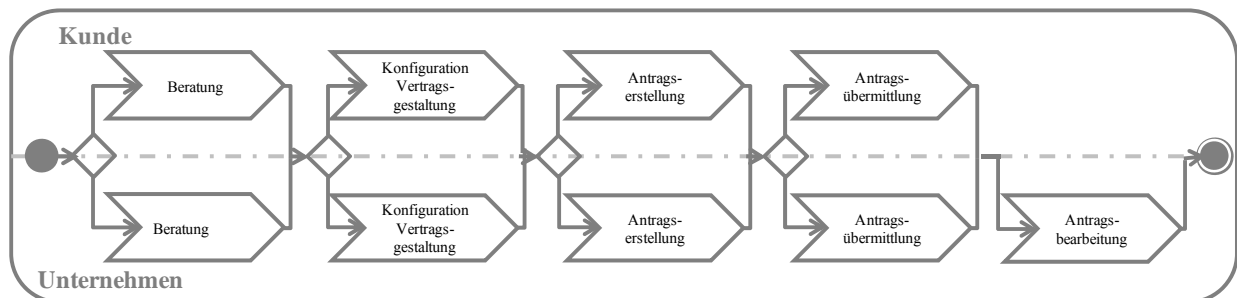 Kunde
Beratung
Konfiguration
Vertrags-
gestaltung
Antrags-
erstellung
Antrags-
übermittlung
Beratung
Konfiguration
Vertrags-
gestaltung
Antrags-
erstellung
Antrags-
übermittlung
Antrags-
bearbeitung
Unternehmen